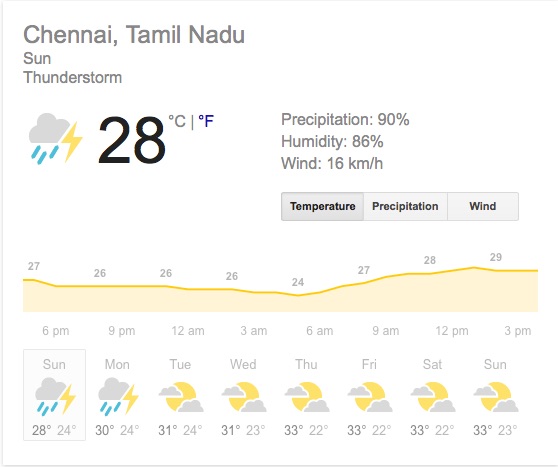 Chennai, Tamil Nadu
Sun
Thunderstorm
28 °C | °F
Precipitation: 90%
Humidity: 86%
Wind: 16 km/h
Temperature Precipitation Wind
27 26 26 26 24 27 28 29
6 pm 9 pm 12 am 3 am 6 am 9 am 12 pm 3 pm
Sun Mon Tue Wed Thu Fri Sat Sun
28° 24° 30° 24° 31° 24° 31° 23° 33° 22° 33° 22° 33° 22° 33° 23°